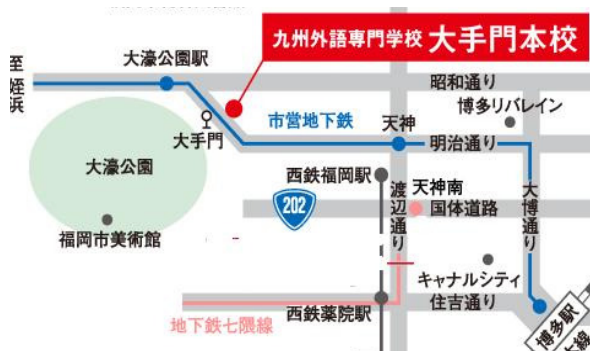 九州外語専門学校 大手門本校
大濠公園駅
至 姪浜
昭和通り
博多リバレイン
市営地下鉄
天神
明治通り
大手門
大濠公園
西鉄福岡駅
渡辺通り
天神南
大博通り
202
国体道路
福岡市美術館
キャナルシティ
西鉄薬院駅
住吉通り
地下鉄七隈線
博多駅